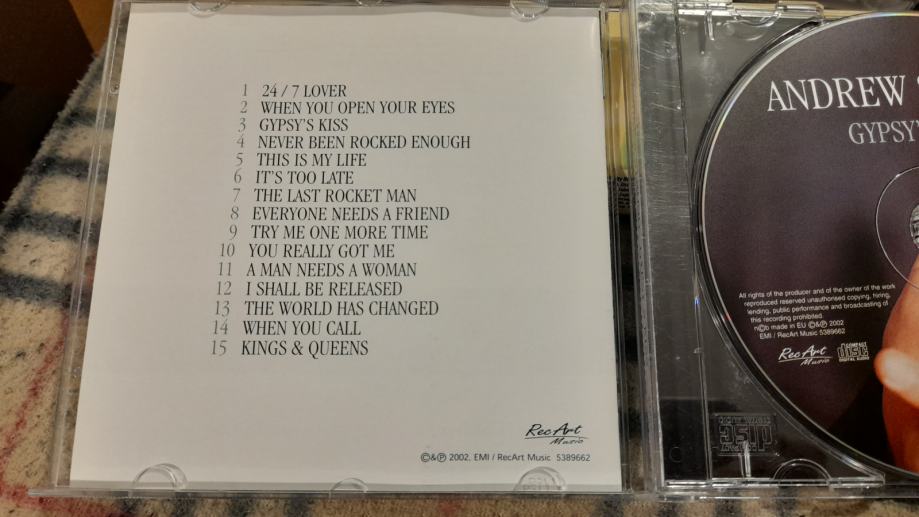 1 24 / 7 LOVER
2 WHEN YOU OPEN YOUR EYES
3 GYPSY'S KISS
4 NEVER BEEN ROCKED ENOUGH
5 THIS IS MY LIFE
6 IT'S TOO LATE
7 THE LAST ROCKET MAN
8 EVERYONE NEEDS A FRIEND
9 TRY ME ONE MORE TIME
10 YOU REALLY GOT ME
11 A MAN NEEDS A WOMAN
12 I SHALL BE RELEASED
13 THE WORLD HAS CHANGED
14 WHEN YOU CALL
15 KINGS & QUEENS
RecArt
Music
©&℗ 2002, EMI / RecArt Music 5389662
ANDREW
GYPSY'
All rights of the producer and of the owner of the work
reproduced reserved unauthorised copying, hiring,
lending, public performance and broadcasting of
this recording prohibited.
n©b made in EU ©&℗ 2002
EMI / RecArt Music 5389662
RecArt
Music
COMPACT
disc
DIGITAL AUDIO